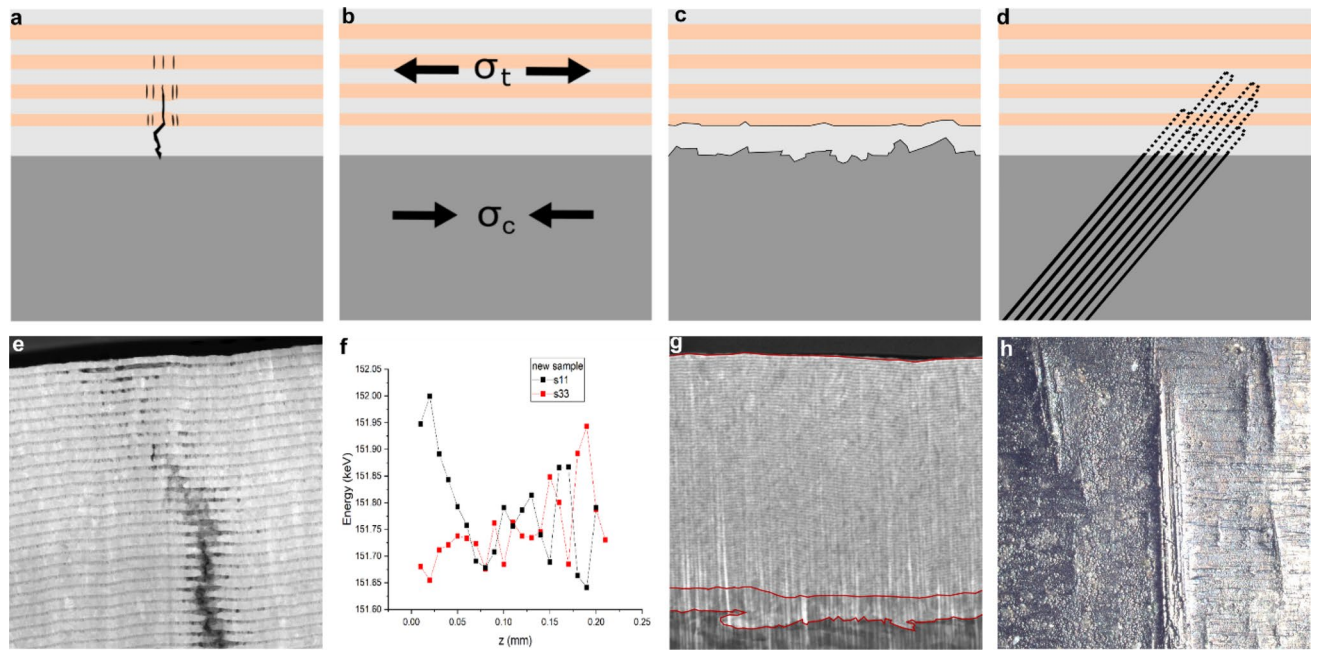 a
b
c
d
σt
σc
e
f
g
h
new sample
s11
s33
Energy (keV)
152.05
152.00
151.95
151.90
151.85
151.80
151.75
151.70
151.65
151.60
0.00 0.05 0.10 0.15 0.20 0.25
z (mm)